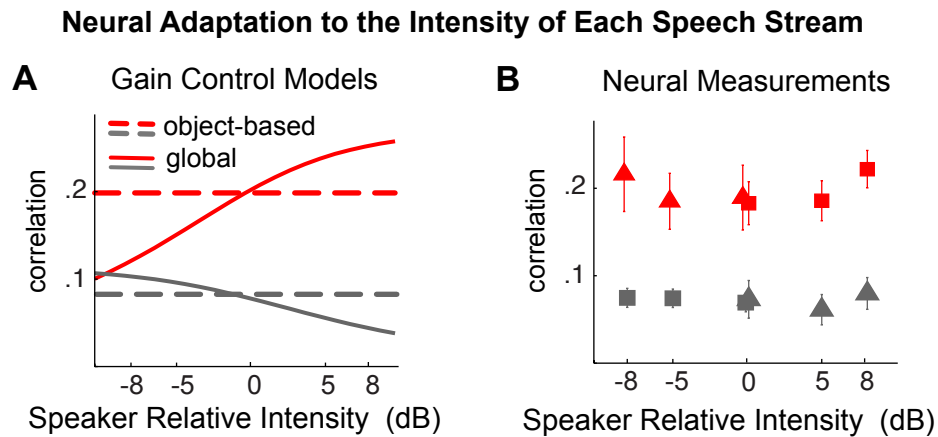 Neural Adaptation to the Intensity of Each Speech Stream
A
Gain Control Models
object-based
global
correlation
.2
.1
-8 -5 0 5 8
Speaker Relative Intensity (dB)
B
Neural Measurements
correlation
.2
.1
-8 -5 0 5 8
Speaker Relative Intensity (dB)